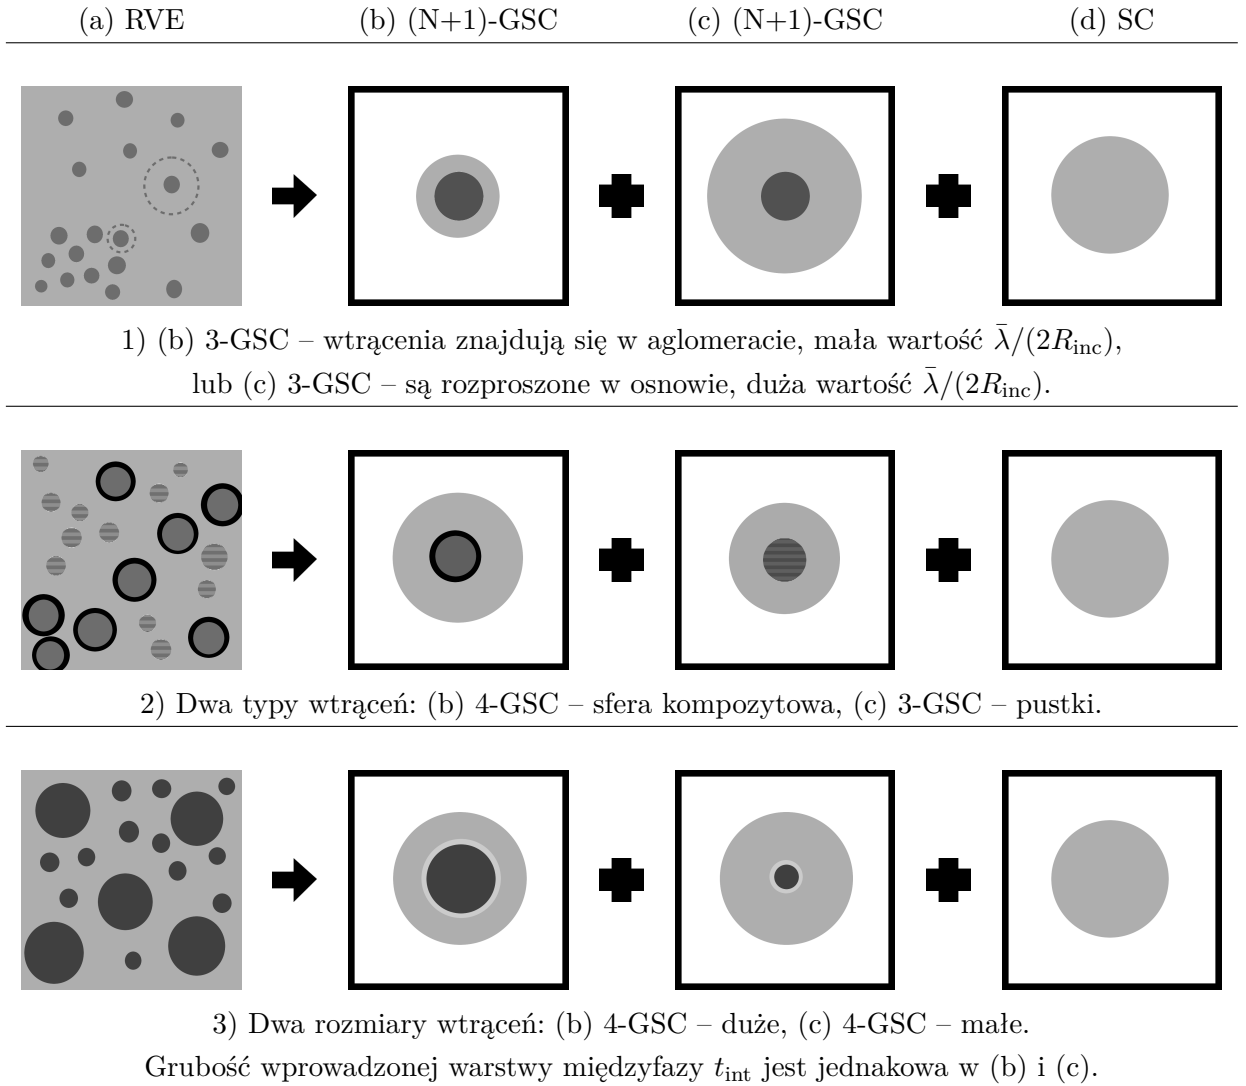 (a) RVE (b) (N+1)-GSC (c) (N+1)-GSC (d) SC
1) (b) 3-GSC – wtrącenia znajdują się w aglomeracie, mała wartość λ̄/(2R_inc),
lub (c) 3-GSC – są rozproszone w osnowie, duża wartość λ̄/(2R_inc).
2) Dwa typy wtrąceń: (b) 4-GSC – sfera kompozytowa, (c) 3-GSC – pustki.
3) Dwa rozmiary wtrąceń: (b) 4-GSC – duże, (c) 4-GSC – małe.
Grubość wprowadzonej warstwy międzyfazy t_int jest jednakowa w (b) i (c).